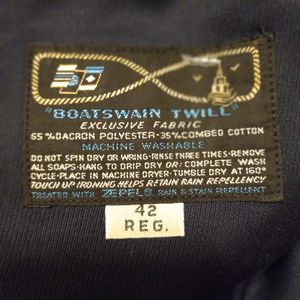 "BOATSWAIN TWILL"
EXCLUSIVE FABRIC
65%DACRON POLYESTER-35%COMBED COTTON
MACHINE WASHABLE
DO NOT SPIN DRY OR WRING-RINSE THREE TIMES-REMOVE
ALL SOAPS-HANG TO DRIP DRY OR COMPLETE WASH
CYCLE-PLACE IN MACHINE DRYER-TUMBLE DRY AT 160°
TOUCH UP IRONING HELPS RETAIN RAIN REPELLENCY
TREATED WITH ZEPEL® RAIN & STAIN REPELLENT
42
REG.